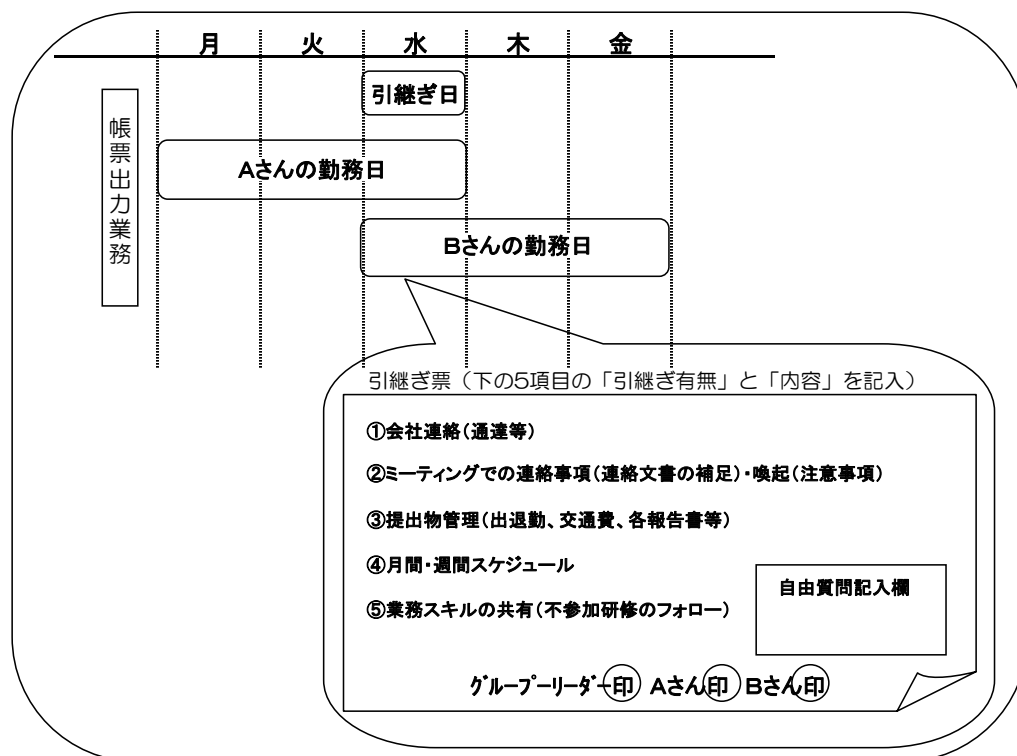 月 火 水 木 金
引継ぎ日
帳票出力業務
Aさんの勤務日
Bさんの勤務日
引継ぎ票（下の5項目の「引継ぎ有無」と「内容」を記入）
①会社連絡（通達等）
②ミーティングでの連絡事項（連絡文書の補足）・喚起（注意事項）
③提出物管理（出退勤、交通費、各報告書等）
④月間・週間スケジュール
自由質問記入欄
⑤業務スキルの共有（不参加研修のフォロー）
ｸﾞﾙｰﾌﾟｰﾘｰﾀﾞｰ印 Aさん印 Bさん印